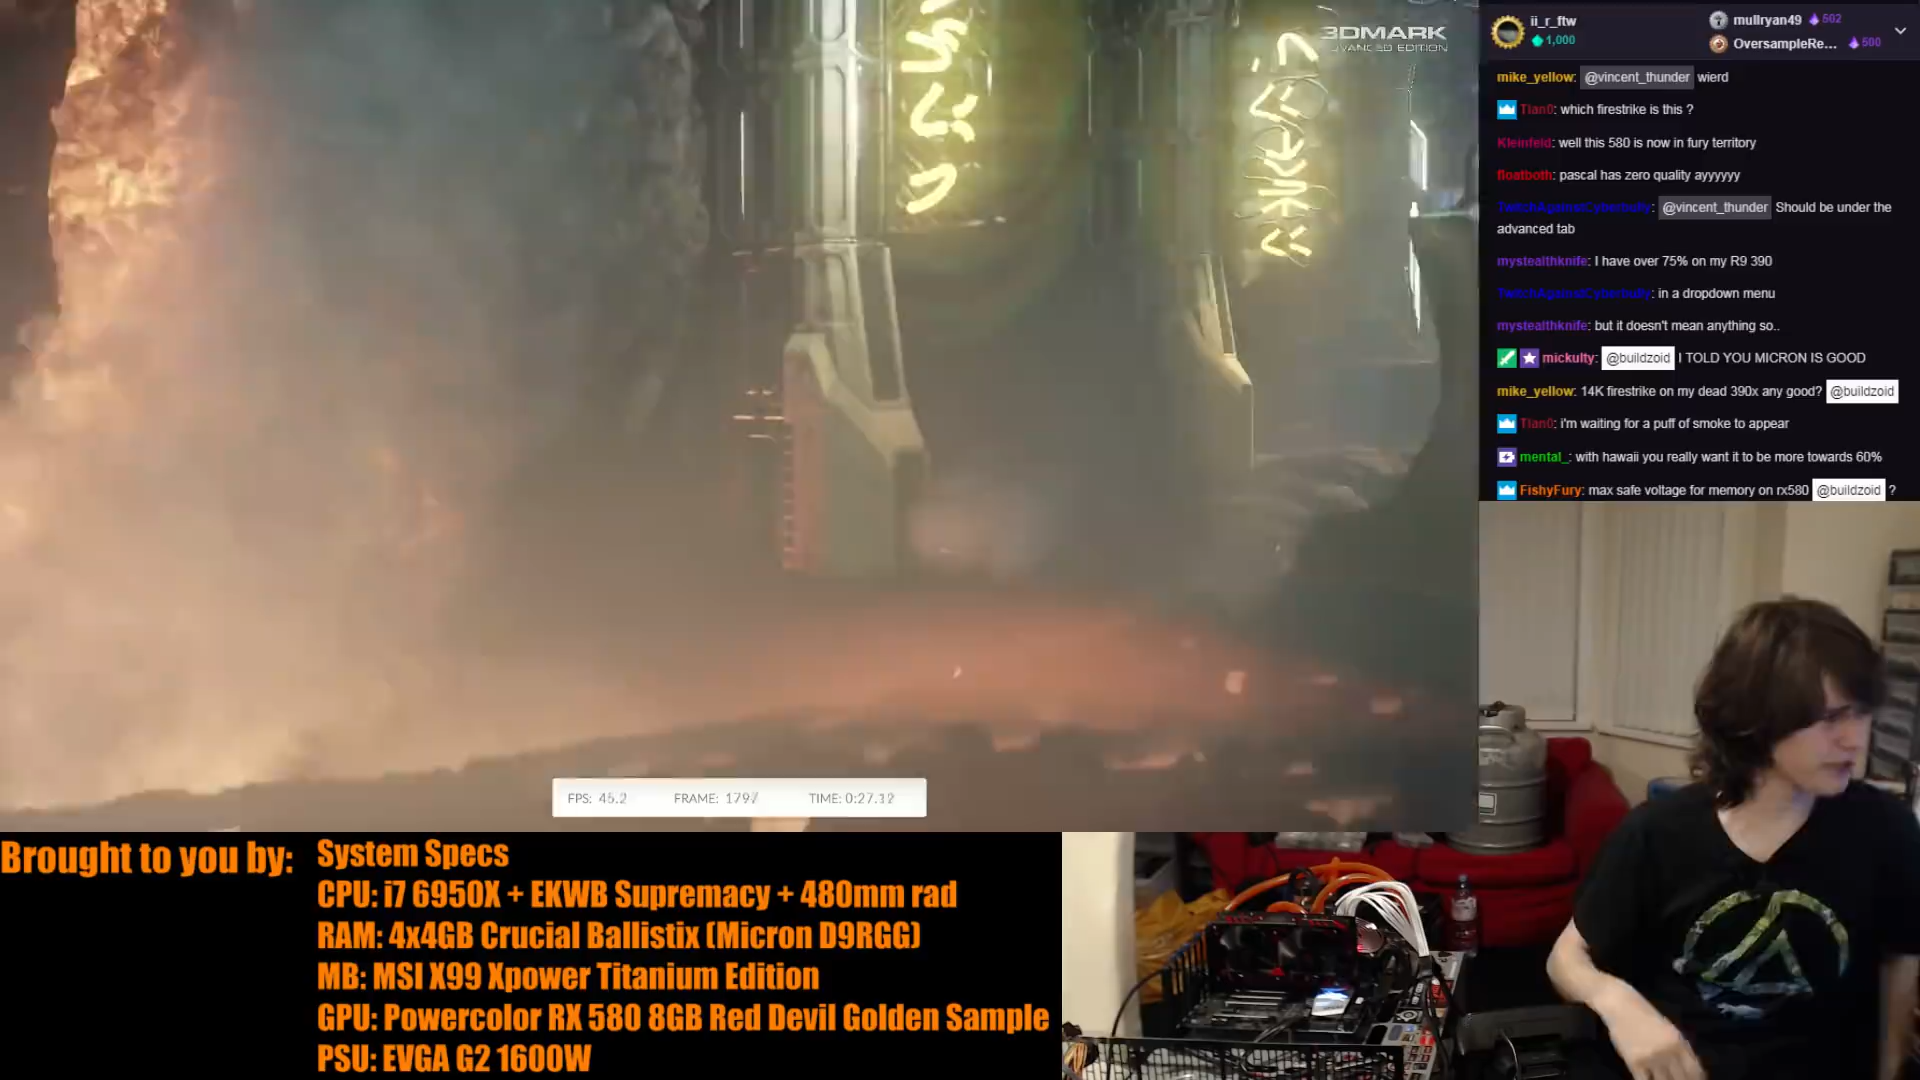 3DMARK
ADVANCED EDITION
FPS: 45.2 FRAME: 1797 TIME: 0:27.12
ii_r_ftw
1,000
mullryan49 502
OversampleRe... 500
mike_yellow: @vincent_thunder wierd
Tian0: which firestrike is this ?
Kleinfeld: well this 580 is now in fury territory
floatboth: pascal has zero quality ayyyyyy
TwitchAgainstCyberbully: @vincent_thunder Should be under the
advanced tab
mystealthknife: I have over 75% on my R9 390
TwitchAgainstCyberbully: in a dropdown menu
mystealthknife: but it doesn't mean anything so..
mickulty: @buildzoid I TOLD YOU MICRON IS GOOD
mike_yellow: 14K firestrike on my dead 390x any good? @buildzoid
Tian0: i'm waiting for a puff of smoke to appear
mental_: with hawaii you really want it to be more towards 60%
FishyFury: max safe voltage for memory on rx580 @buildzoid ?
Brought to you by:
System Specs
CPU: i7 6950X + EKWB Supremacy + 480mm rad
RAM: 4x4GB Crucial Ballistix (Micron D9RGG)
MB: MSI X99 Xpower Titanium Edition
GPU: Powercolor RX 580 8GB Red Devil Golden Sample
PSU: EVGA G2 1600W